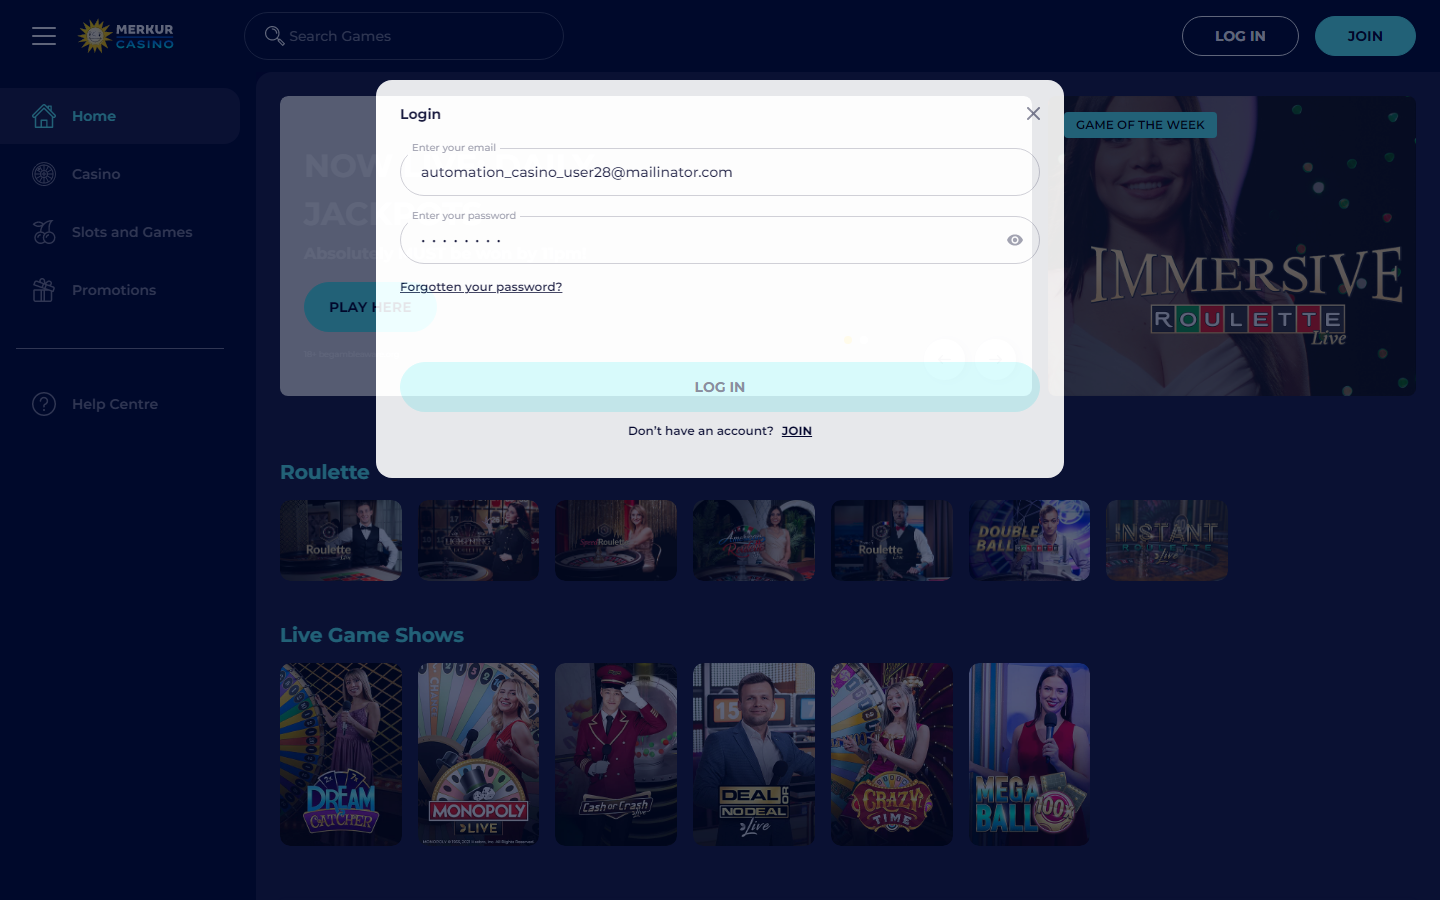 MERKUR
CASINO
Search Games
LOG IN
JOIN
Home
Casino
Slots and Games
Promotions
Help Centre
Login
Enter your email
automation_casino_user28@mailinator.com
Enter your password
Forgotten your password?
LOG IN
Don't have an account? JOIN
NOW
JACK
Absolute
PLAY HERE
GAME OF THE WEEK
IMMERSIVE
ROULETTE
Live
Roulette
Roulette
LIGHTNING
Roulette
Roulette
DOUBLE
BALL
INSTANT
Live Game Shows
DREAM
CATCHER
MONOPOLY
LIVE
Cash or Crash
DEAL OR
NO DEAL
Live
CRAZY
TIME
MEGA
BALL
100x